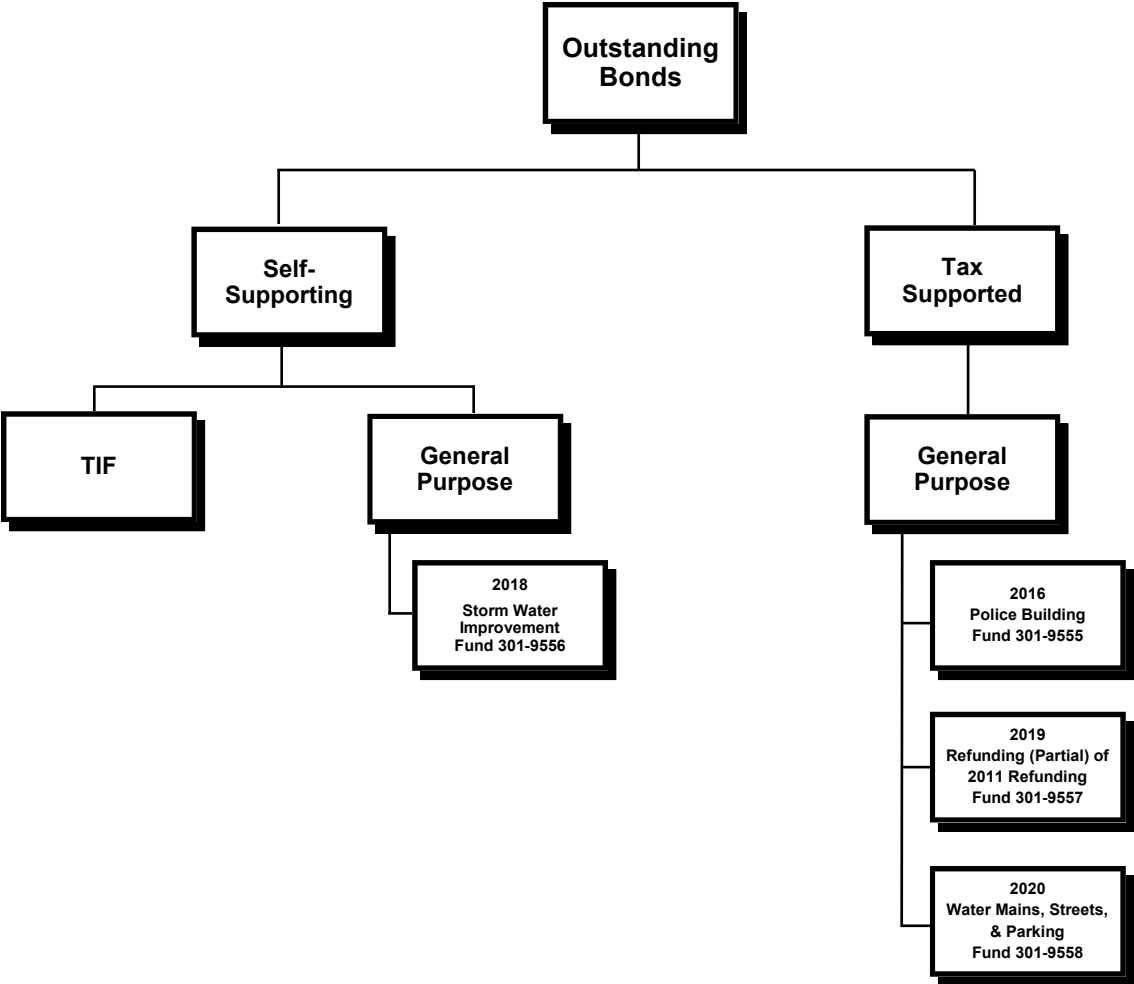 Outstanding
Bonds
Self-
Supporting
Tax
Supported
TIF
General
Purpose
General
Purpose
2018
Storm Water
Improvement
Fund 301-9556
2016
Police Building
Fund 301-9555
2019
Refunding (Partial) of
2011 Refunding
Fund 301-9557
2020
Water Mains, Streets,
& Parking
Fund 301-9558